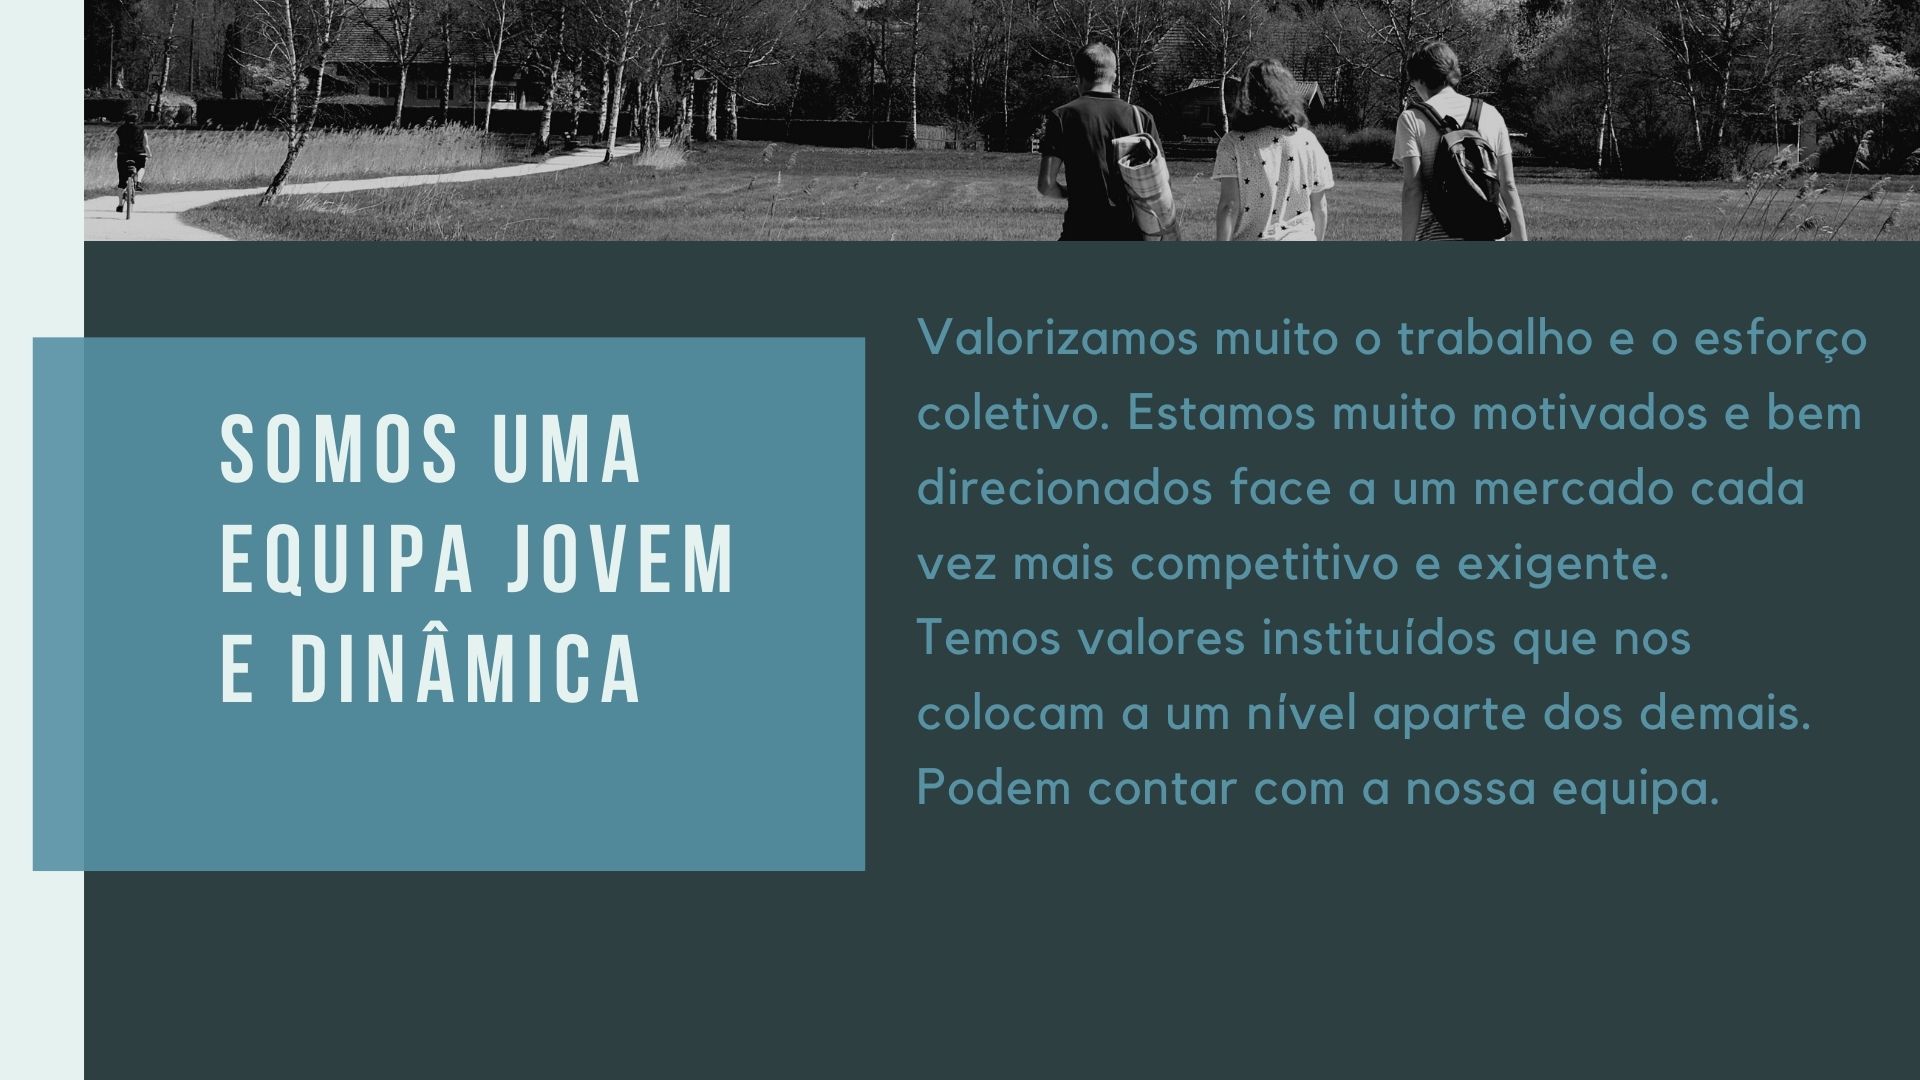 SOMOS UMA
EQUIPA JOVEM
E DINÂMICA
Valorizamos muito o trabalho e o esforço
coletivo. Estamos muito motivados e bem
direcionados face a um mercado cada
vez mais competitivo e exigente.
Temos valores instituídos que nos
colocam a um nível aparte dos demais.
Podem contar com a nossa equipa.